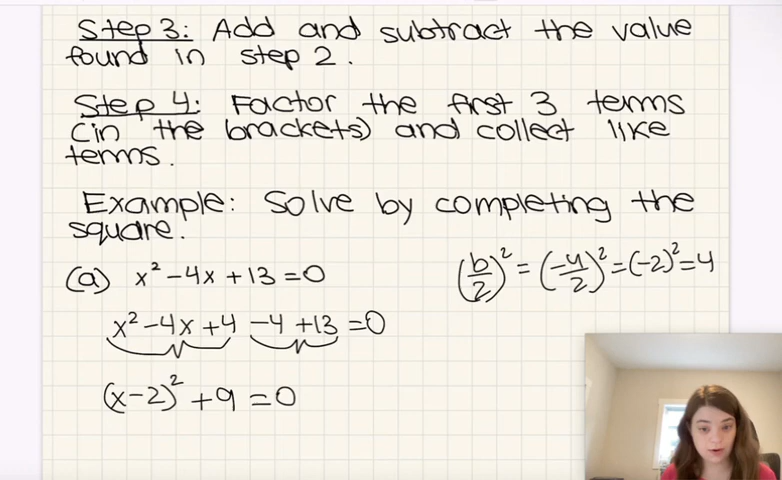 Step 3: Add and subtract the value
found in step 2.
Step 4: Factor the first 3 terms
(in the brackets) and collect like
terms.
Example: Solve by completing the
square.
(a) x² - 4x + 13 = 0
(b/2)² = (-4/2)² = (-2)² = 4
x² - 4x + 4 - 4 + 13 = 0
(x - 2)² + 9 = 0